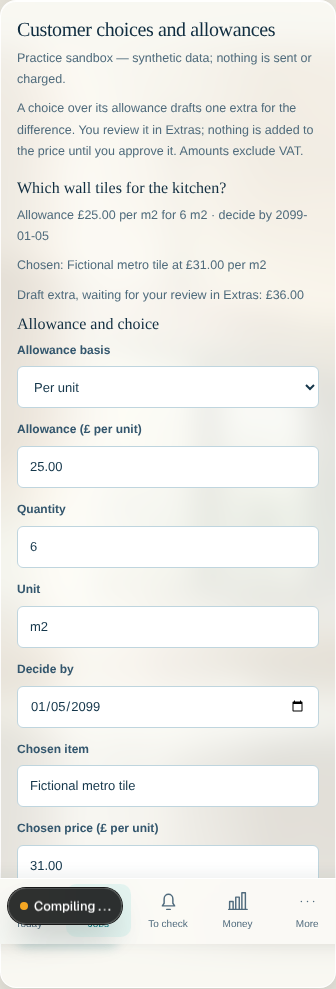 Customer choices and allowances
Practice sandbox — synthetic data; nothing is sent or
charged.
A choice over its allowance drafts one extra for the
difference. You review it in Extras; nothing is added to
the price until you approve it. Amounts exclude VAT.
Which wall tiles for the kitchen?
Allowance £25.00 per m2 for 6 m2 · decide by 2099-
01-05
Chosen: Fictional metro tile at £31.00 per m2
Draft extra, waiting for your review in Extras: £36.00
Allowance and choice
Allowance basis
Per unit
Allowance (£ per unit)
25.00
Quantity
6
Unit
m2
Decide by
01/05/2099
Chosen item
Fictional metro tile
Chosen price (£ per unit)
31.00
Compiling ...
To check
Money
More